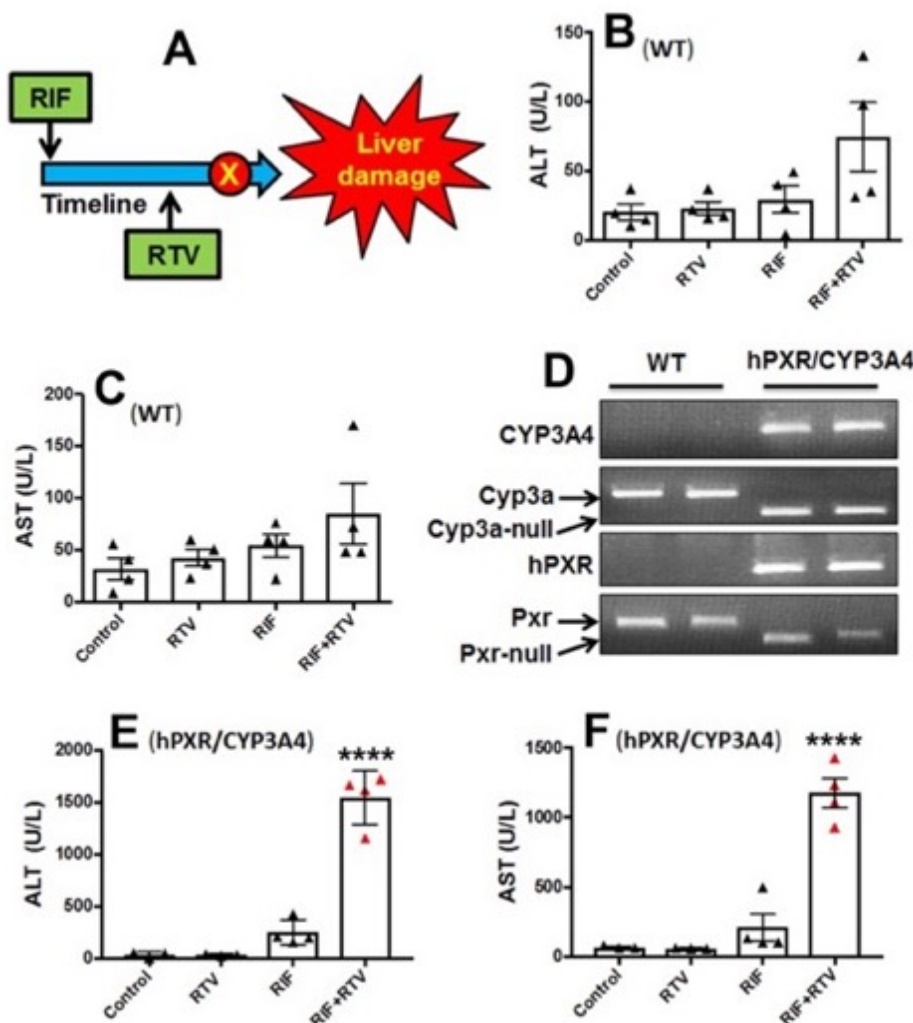 A
RIF
Timeline
X
RTV
Liver
damage
B (WT)
ALT (U/L)
150
100
50
0
Control
RTV
RIF
RIF+RTV
C (WT)
AST (U/L)
200
150
100
50
0
Control
RTV
RIF
RIF+RTV
D
WT hPXR/CYP3A4
CYP3A4
Cyp3a
Cyp3a-null
hPXR
Pxr
Pxr-null
E (hPXR/CYP3A4)
ALT (U/L)
2000
1500
1000
500
0
****
Control
RTV
RIF
RIF+RTV
F (hPXR/CYP3A4)
AST (U/L)
1500
1000
500
0
****
Control
RTV
RIF
RIF+RTV